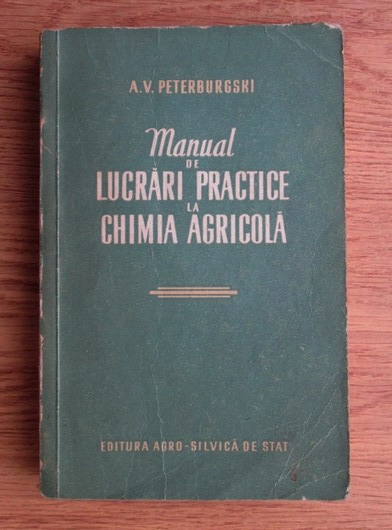 A.V. PETERBURGSKI
Manual
DE
LUCRĂRI PRACTICE
LA
CHIMIA AGRICOLĂ
EDITURA AGRO-SILVICĂ DE STAT